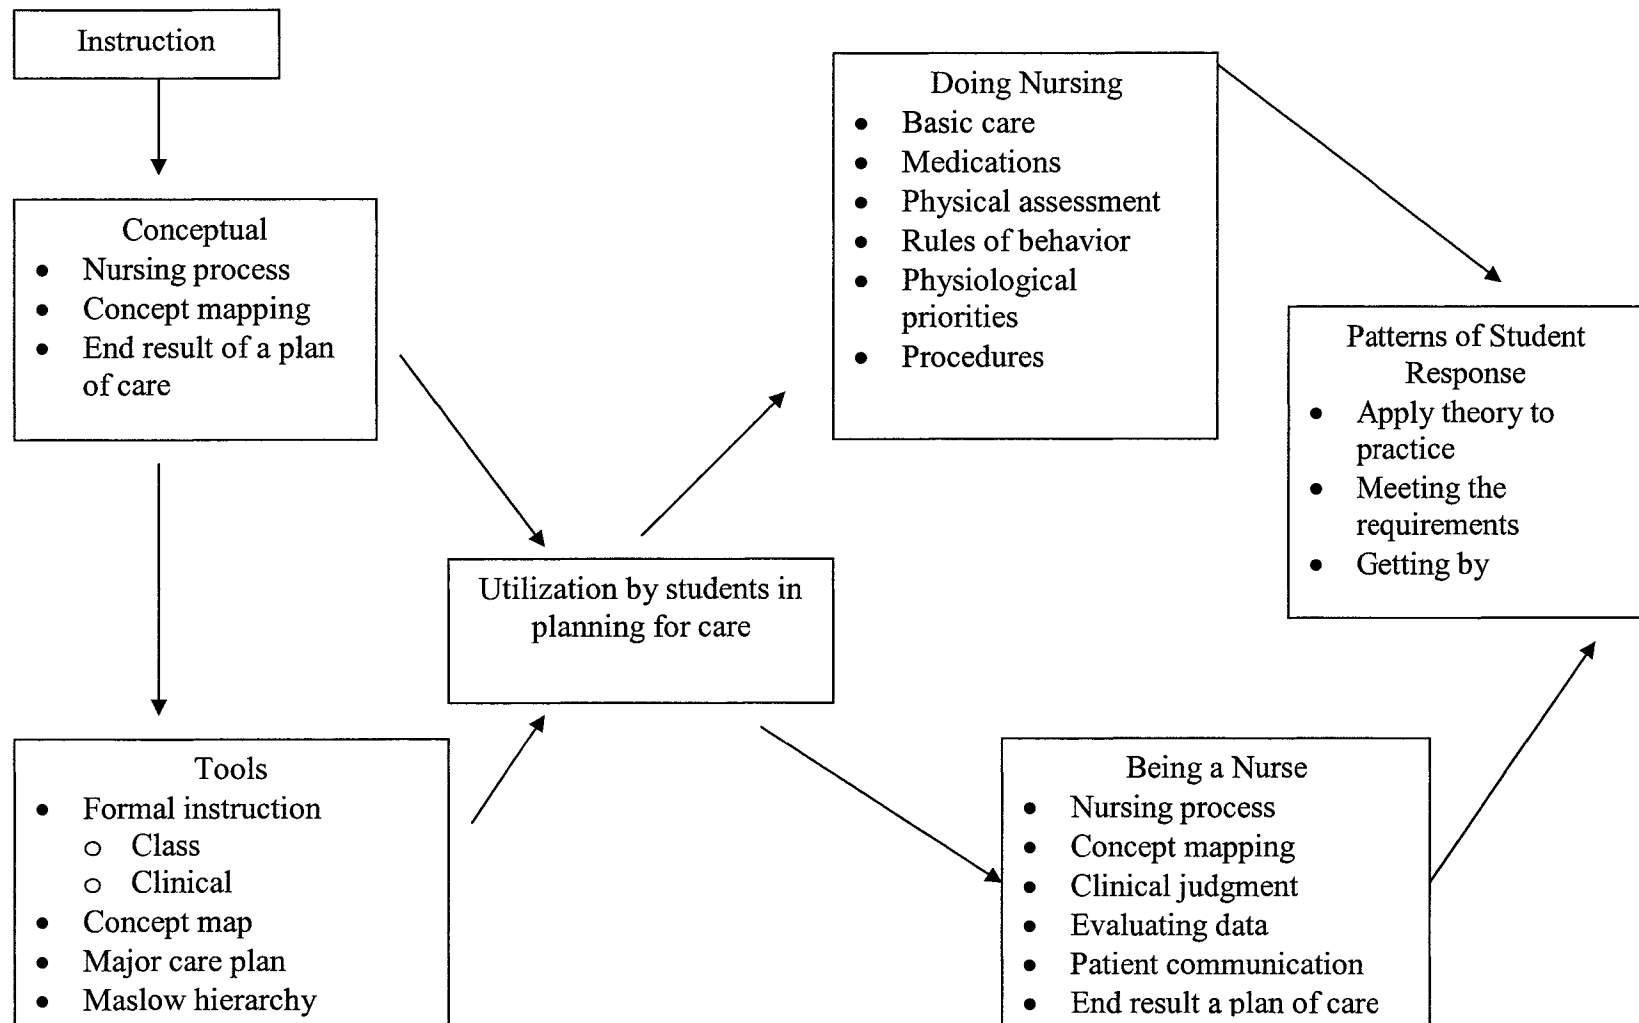 Instruction
Conceptual
• Nursing process
• Concept mapping
• End result of a plan
of care
Tools
• Formal instruction
o Class
o Clinical
• Concept map
• Major care plan
• Maslow hierarchy
Utilization by students in
planning for care
Doing Nursing
• Basic care
• Medications
• Physical assessment
• Rules of behavior
• Physiological
priorities
• Procedures
Being a Nurse
• Nursing process
• Concept mapping
• Clinical judgment
• Evaluating data
• Patient communication
• End result a plan of care
Patterns of Student
Response
• Apply theory to
practice
• Meeting the
requirements
• Getting by